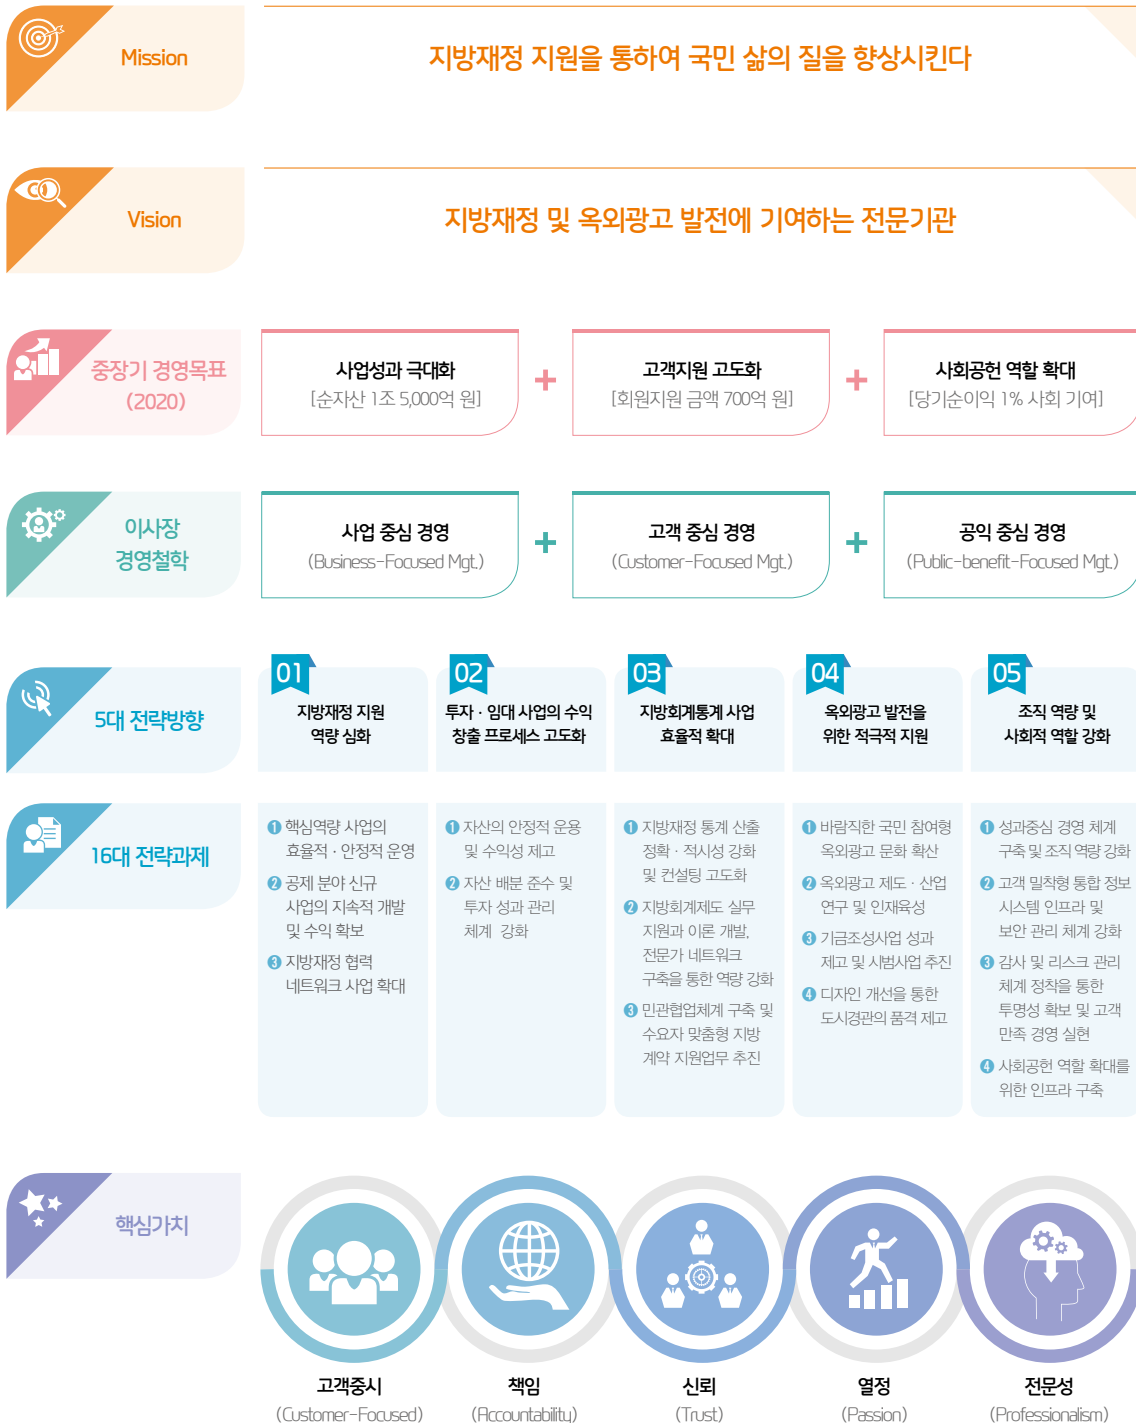 Mission
지방재정 지원을 통하여 국민 삶의 질을 향상시킨다
Vision
지방재정 및 옥외광고 발전에 기여하는 전문기관
중장기 경영목표
(2020)
사업성과 극대화
[순자산 1조 5,000억 원]
+
고객지원 고도화
[회원지원 금액 700억 원]
+
사회공헌 역할 확대
[당기순이익 1% 사회 기여]
이사장
경영철학
사업 중심 경영
(Business-Focused Mgt.)
+
고객 중심 경영
(Customer-Focused Mgt.)
+
공익 중심 경영
(Public-benefit-Focused Mgt.)
5대 전략방향
01
지방재정 지원
역량 심화
02
투자 · 임대 사업의 수익
창출 프로세스 고도화
03
지방회계통계 사업
효율적 확대
04
옥외광고 발전을
위한 적극적 지원
05
조직 역량 및
사회적 역할 강화
16대 전략과제
❶ 핵심역량 사업의
효율적 · 안정적 운영
❷ 공제 분야 신규
사업의 지속적 개발
및 수익 확보
❸ 지방재정 협력
네트워크 사업 확대
❶ 자산의 안정적 운용
및 수익성 제고
❷ 자산 배분 준수 및
투자 성과 관리
체계 강화
❶ 지방재정 통계 산출
정확 · 적시성 강화
및 컨설팅 고도화
❷ 지방회계제도 실무
지원과 이론 개발,
전문가 네트워크
구축을 통한 역량 강화
❸ 민관협업체계 구축 및
수요자 맞춤형 지방
계약 지원업무 추진
❶ 바람직한 국민 참여형
옥외광고 문화 확산
❷ 옥외광고 제도 · 산업
연구 및 인재육성
❸ 기금조성사업 성과
제고 및 시범사업 추진
❹ 디자인 개선을 통한
도시경관의 품격 제고
❶ 성과중심 경영 체계
구축 및 조직 역량 강화
❷ 고객 밀착형 통합 정보
시스템 인프라 및
보안 관리 체계 강화
❸ 감사 및 리스크 관리
체계 정착을 통한
투명성 확보 및 고객
만족 경영 실현
❹ 사회공헌 역할 확대를
위한 인프라 구축
핵심가치
고객중시
(Customer-Focused)
책임
(Accountability)
신뢰
(Trust)
열정
(Passion)
전문성
(Professionalism)